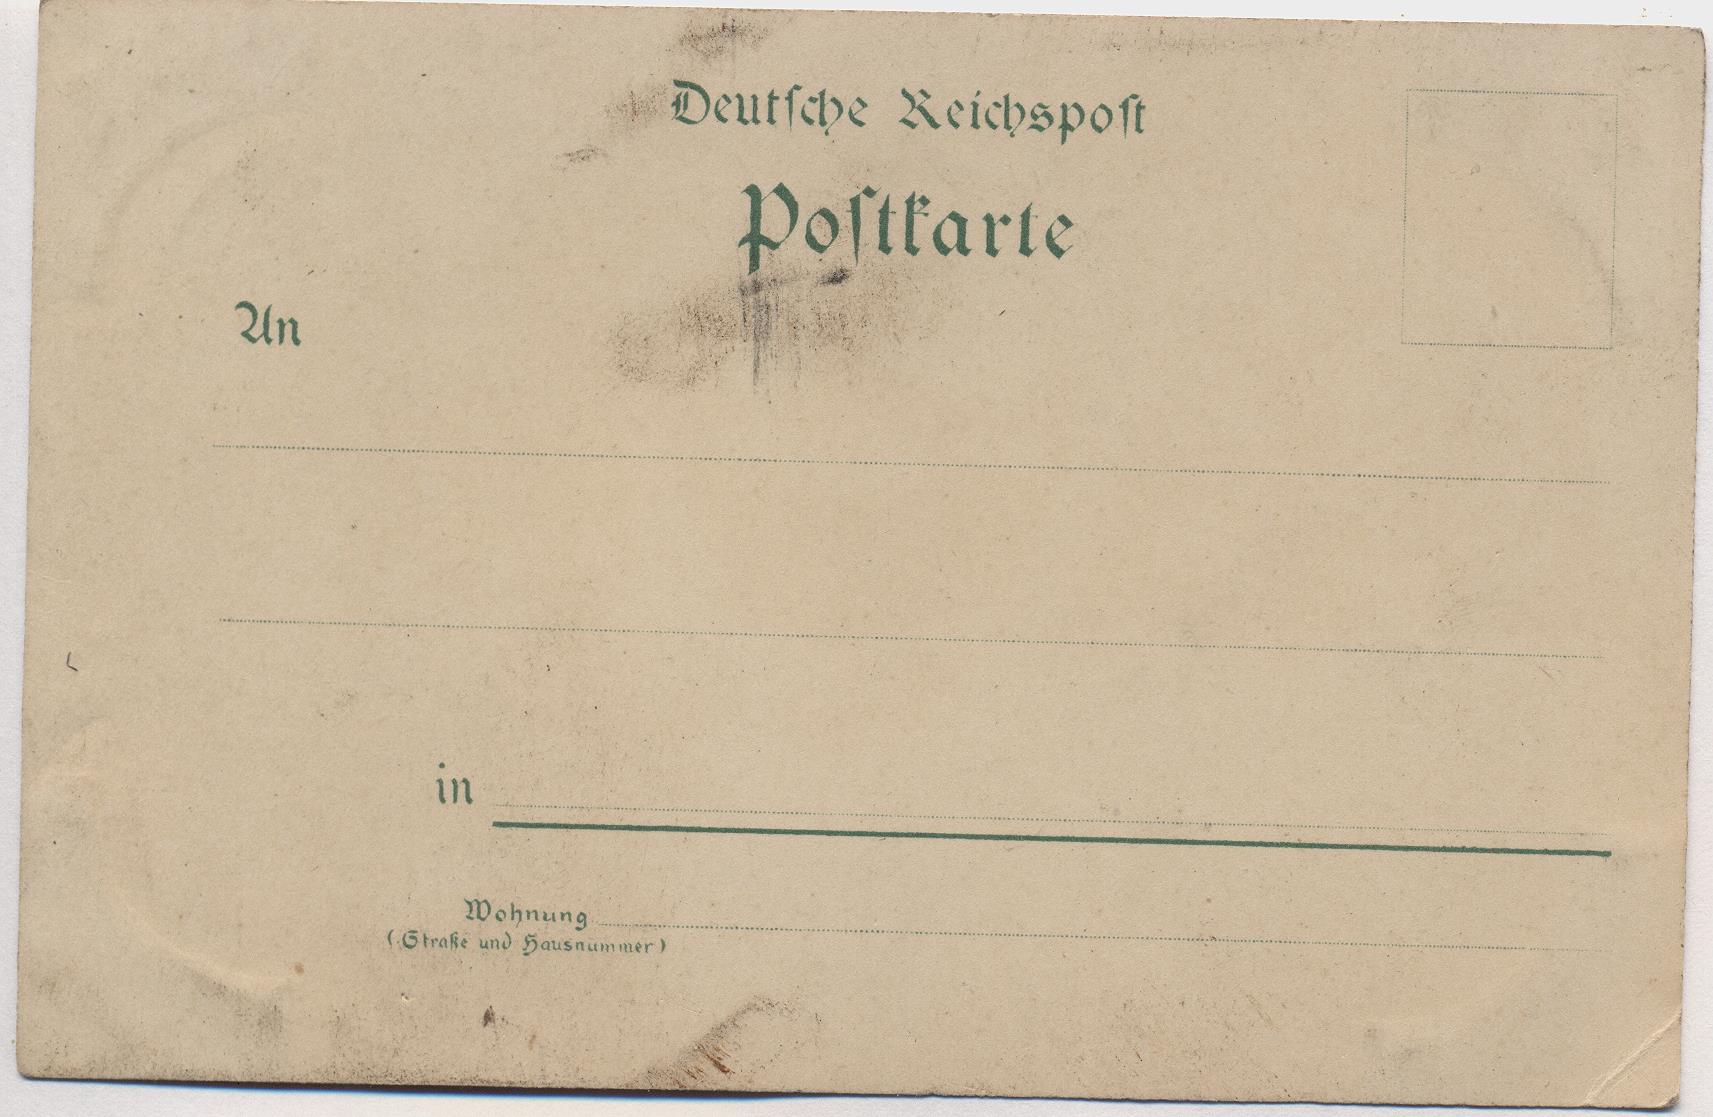 Deutſche Reichspoſt
Poſtkarte
An
in
Wohnung
(Straße und Hausnummer)